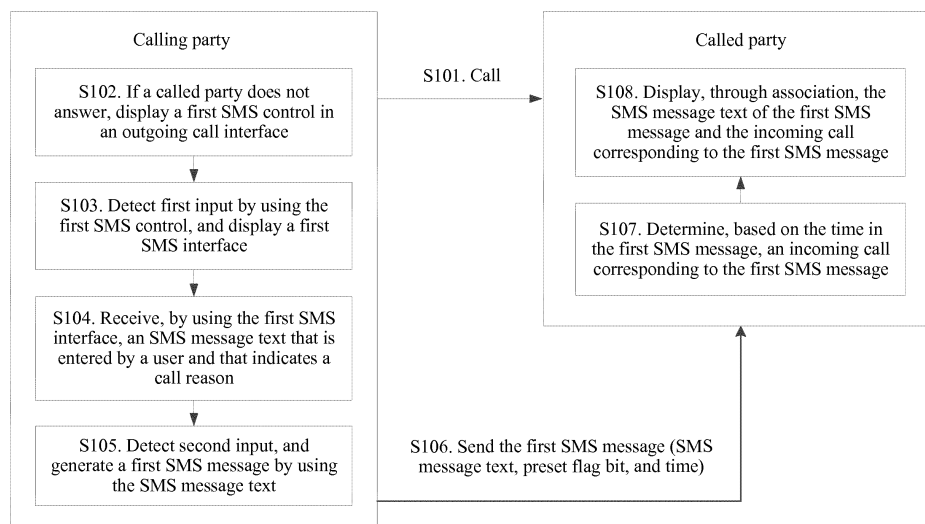 Calling party
S102. If a called party does not
answer, display a first SMS control in
an outgoing call interface
S103. Detect first input by using the
first SMS control, and display a first
SMS interface
S104. Receive, by using the first SMS
interface, an SMS message text that is
entered by a user and that indicates a
call reason
S105. Detect second input, and
generate a first SMS message by using
the SMS message text
S101. Call
S106. Send the first SMS message (SMS
message text, preset flag bit, and time)
Called party
S108. Display, through association, the
SMS message text of the first SMS
message and the incoming call
corresponding to the first SMS message
S107. Determine, based on the time in
the first SMS message, an incoming call
corresponding to the first SMS message